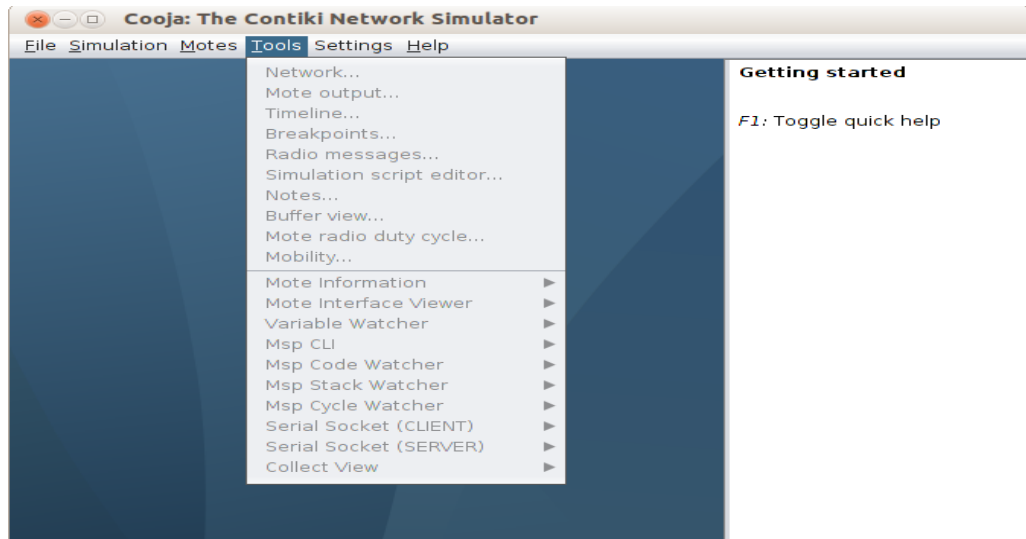 Cooja: The Contiki Network Simulator
File Simulation Motes Tools Settings Help
Network...
Mote output...
Timeline...
Breakpoints...
Radio messages...
Simulation script editor...
Notes...
Buffer view...
Mote radio duty cycle...
Mobility...
Mote Information
Mote Interface Viewer
Variable Watcher
Msp CLI
Msp Code Watcher
Msp Stack Watcher
Msp Cycle Watcher
Serial Socket (CLIENT)
Serial Socket (SERVER)
Collect View
Getting started
F1: Toggle quick help